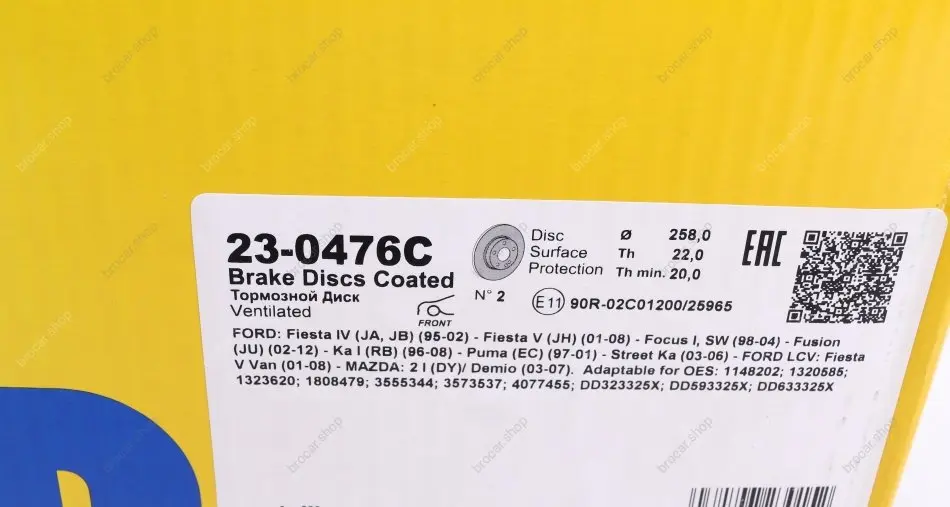 23-0476C
Brake Discs Coated
Тормозной Диск
Ventilated
FRONT
N° 2
Disc
Surface
Protection
Ø 258,0
Th 22,0
Th min. 20,0
EAC
E11 90R-02C01200/25965
FORD: Fiesta IV (JA, JB) (95-02) - Fiesta V (JH) (01-08) - Focus I, SW (98-04) - Fusion
(JU) (02-12) - Ka I (RB) (96-08) - Puma (EC) (97-01) - Street Ka (03-06) - FORD LCV: Fiesta
V Van (01-08) - MAZDA: 2 I (DY)/ Demio (03-07). Adaptable for OES: 1148202; 1320585;
1323620; 1808479; 3555344; 3573537; 4077455; DD323325X; DD593325X; DD633325X
brocar.shop